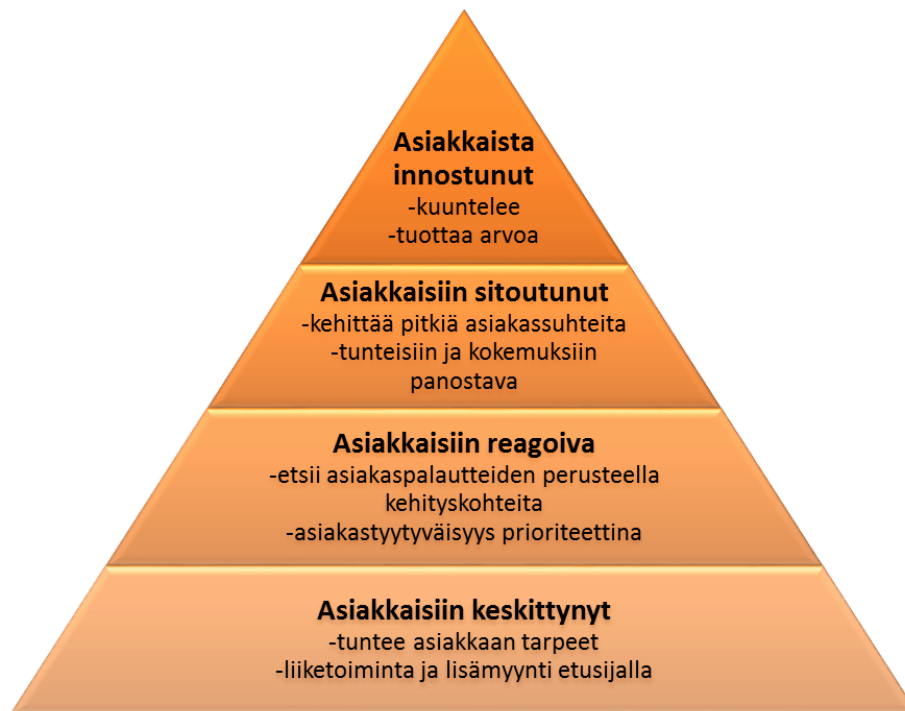 Asiakkaista
innostunut
-kuuntelee
-tuottaa arvoa
Asiakkaisiin sitoutunut
-kehittää pitkiä asiakassuhteita
-tunteisiin ja kokemuksiin
panostava
Asiakkaisiin reagoiva
-etsii asiakaspalautteiden perusteella
kehityskohteita
-asiakastyytyväisyys prioriteettina
Asiakkaisiin keskittynyt
-tuntee asiakkaan tarpeet
-liiketoiminta ja lisämyynti etusijalla